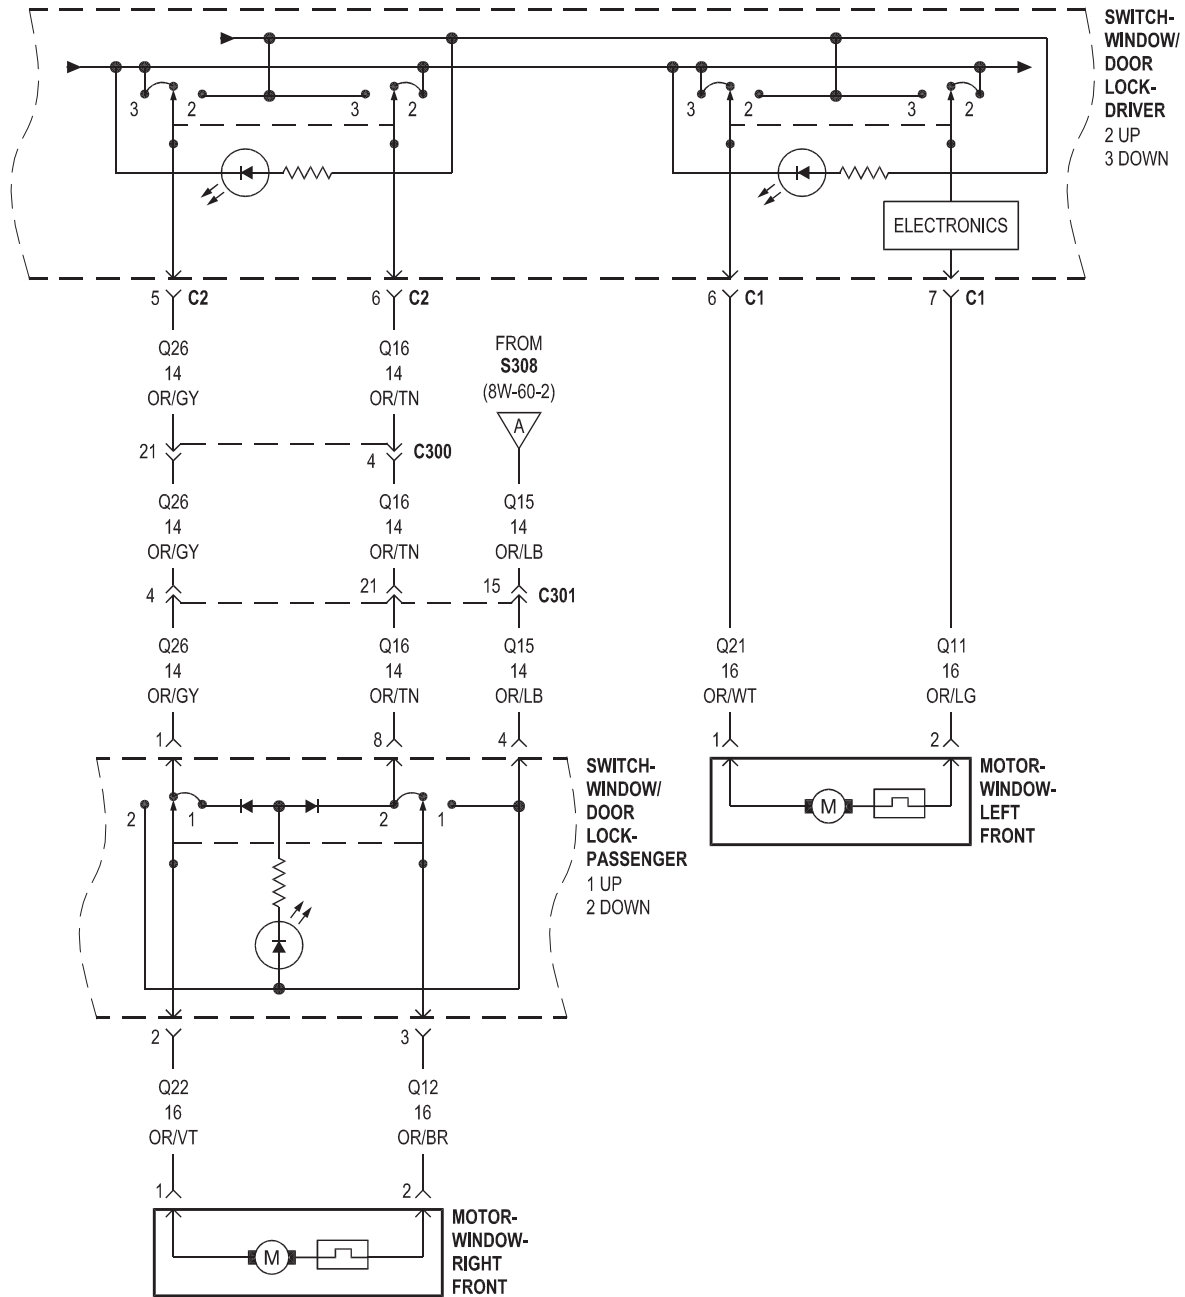 SWITCH-
WINDOW/
DOOR
LOCK-
DRIVER
2 UP
3 DOWN
3 2 3 2 3 2 3 2
ELECTRONICS
5 C2 6 C2 6 C1 7 C1
Q26
14
OR/GY
Q16
14
OR/TN
FROM
S308
(8W-60-2)
A
21 4 C300
Q26
14
OR/GY
Q16
14
OR/TN
Q15
14
OR/LB
4 21 15 C301
Q26
14
OR/GY
Q16
14
OR/TN
Q15
14
OR/LB
Q21
16
OR/WT
Q11
16
OR/LG
1 8 4 1 2
SWITCH-
WINDOW/
DOOR
LOCK-
PASSENGER
1 UP
2 DOWN
2 1 2 1
M
MOTOR-
WINDOW-
LEFT
FRONT
2 3
Q22
16
OR/VT
Q12
16
OR/BR
1 2
M
MOTOR-
WINDOW-
RIGHT
FRONT